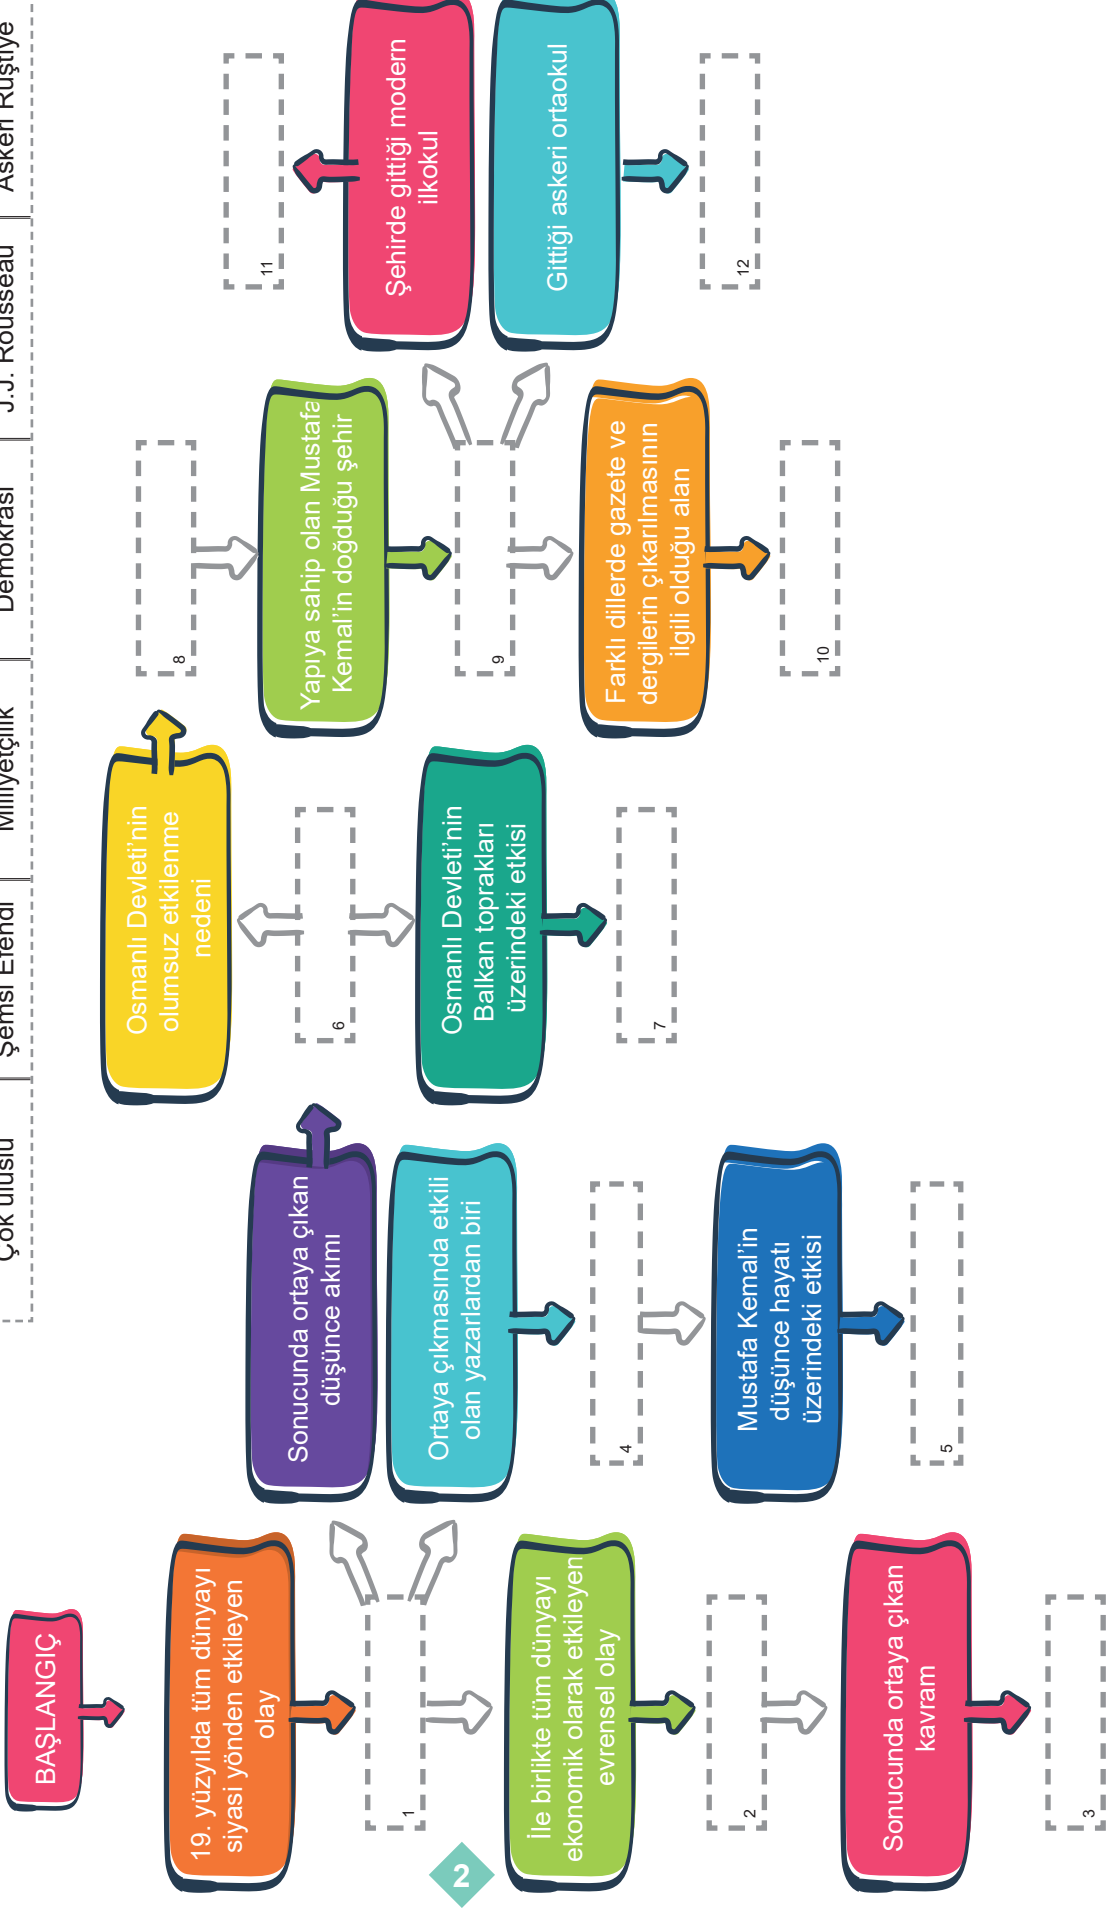 Çok uluslu
Şemsi Efendi
Milliyetçilik
Demokrasi
J.J. Rousseau
Askeri Rüştiye
BAŞLANGIÇ
19. yüzyılda tüm dünyayı
siyasi yönden etkileyen
olay
1
İle birlikte tüm dünyayı
ekonomik olarak etkileyen
evrensel olay
2
Sonucunda ortaya çıkan
kavram
3
Sonucunda ortaya çıkan
düşünce akımı
Ortaya çıkmasında etkili
olan yazarlardan biri
4
Mustafa Kemal'in
düşünce hayatı
üzerindeki etkisi
5
Osmanlı Devleti'nin
olumsuz etkilenme
nedeni
6
Osmanlı Devleti'nin
Balkan toprakları
üzerindeki etkisi
7
8
Yapıya sahip olan Mustafa
Kemal'in doğduğu şehir
9
Farklı dillerde gazete ve
dergilerin çıkarılmasının
ilgili olduğu alan
10
11
Şehirde gittiği modern
ilkokul
Gittiği askeri ortaokul
12
2